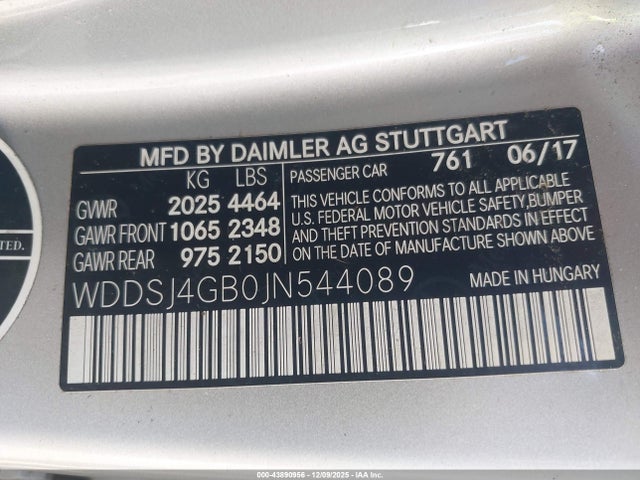 MFD BY DAIMLER AG STUTTGART
KG LBS
GVWR 2025 4464
GAWR FRONT 1065 2348
GAWR REAR 975 2150
PASSENGER CAR 761 06/17
THIS VEHICLE CONFORMS TO ALL APPLICABLE
U.S. FEDERAL MOTOR VEHICLE SAFETY,BUMPER
AND THEFT PREVENTION STANDARDS IN EFFECT
ON THE DATE OF MANUFACTURE SHOWN ABOVE.
WDDSJ4GB0JN544089
MADE IN HUNGARY
TED.
000-43890956 - 12/09/2025 - IAA Inc.